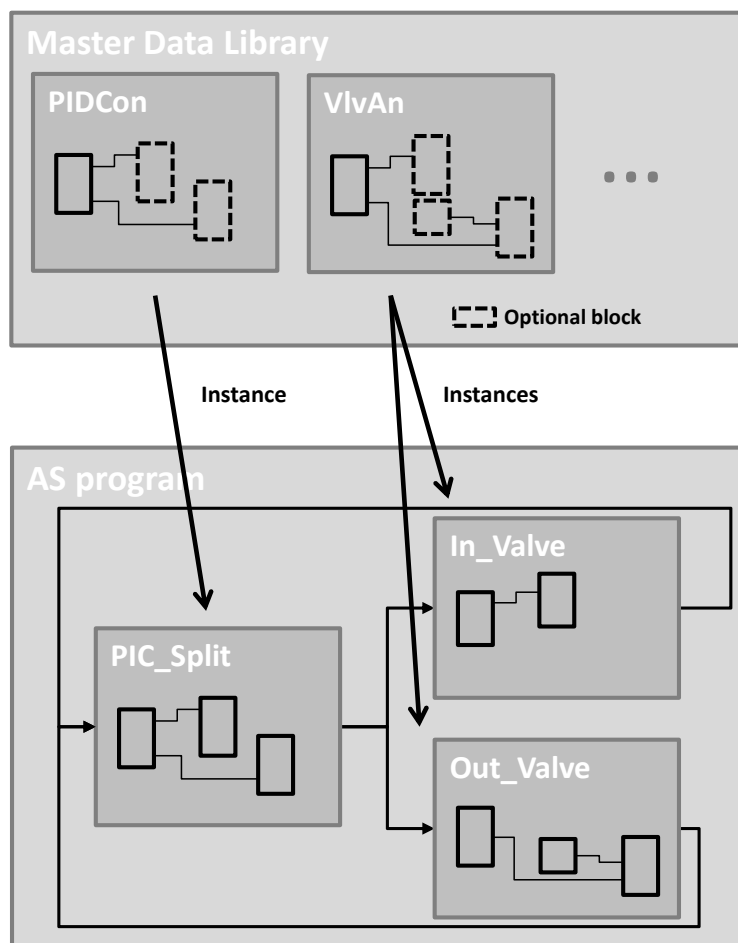 Master Data Library
PIDCon
VlvAn
...
Optional block
Instance
Instances
AS program
In_Valve
PIC_Split
Out_Valve